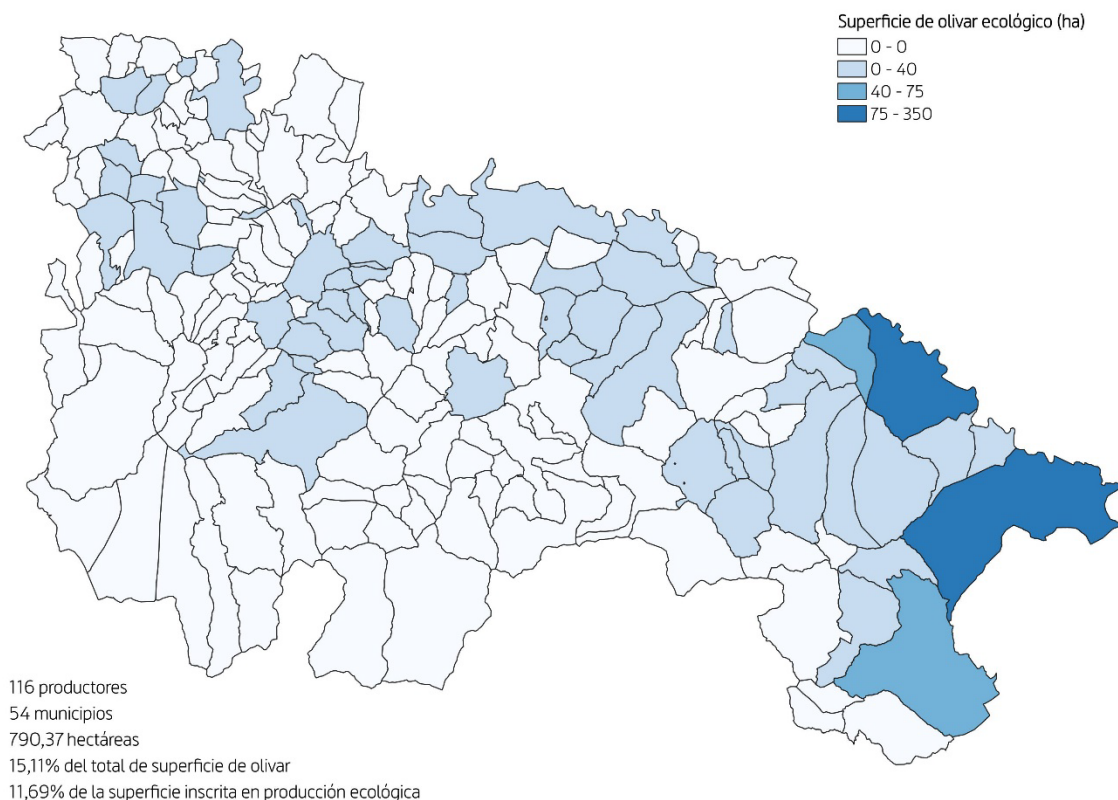 Superficie de olivar ecológico (ha)
0 - 0
0 - 40
40 - 75
75 - 350
116 productores
54 municipios
790,37 hectáreas
15,11% del total de superficie de olivar
11,69% de la superficie inscrita en producción ecológica